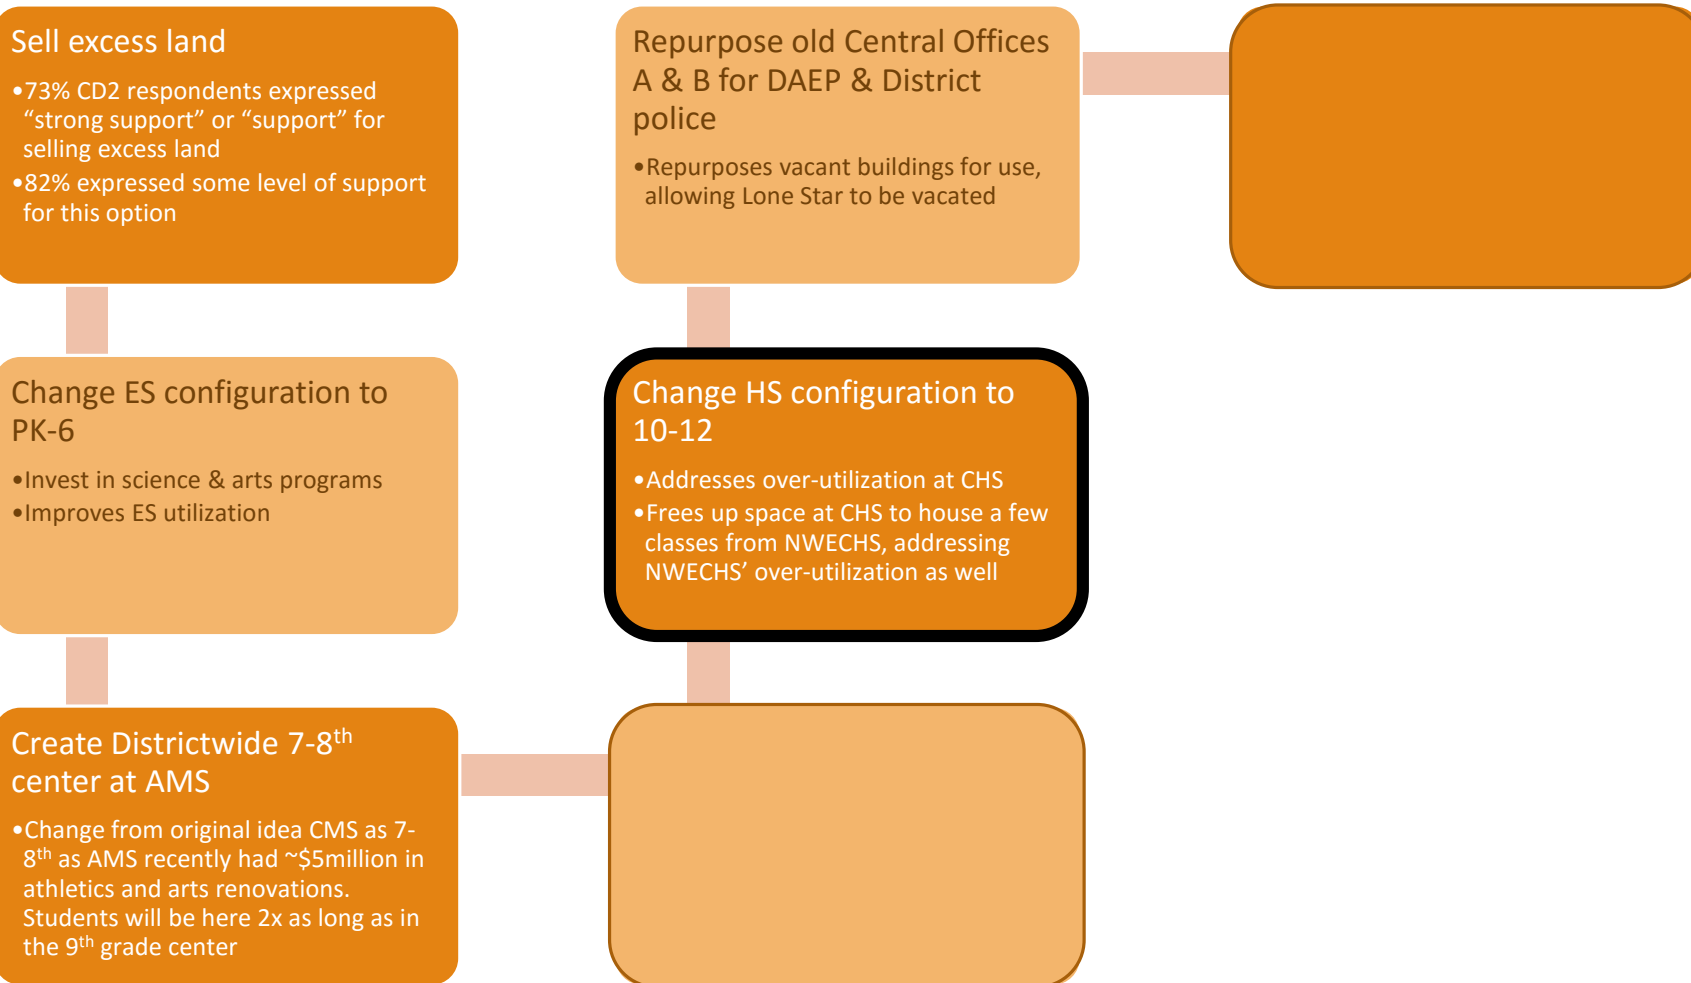 Sell excess land
•73% CD2 respondents expressed
“strong support” or “support” for
selling excess land
•82% expressed some level of support
for this option
Change ES configuration to
PK-6
•Invest in science & arts programs
•Improves ES utilization
Create Districtwide 7-8th
center at AMS
•Change from original idea CMS as 7-
8th as AMS recently had ~$5million in
athletics and arts renovations.
Students will be here 2x as long as in
the 9th grade center
Change HS configuration to
10-12
•Addresses over-utilization at CHS
•Frees up space at CHS to house a few
classes from NWECHS, addressing
NWECHS’ over-utilization as well
Repurpose old Central Offices
A & B for DAEP & District
police
•Repurposes vacant buildings for use,
allowing Lone Star to be vacated